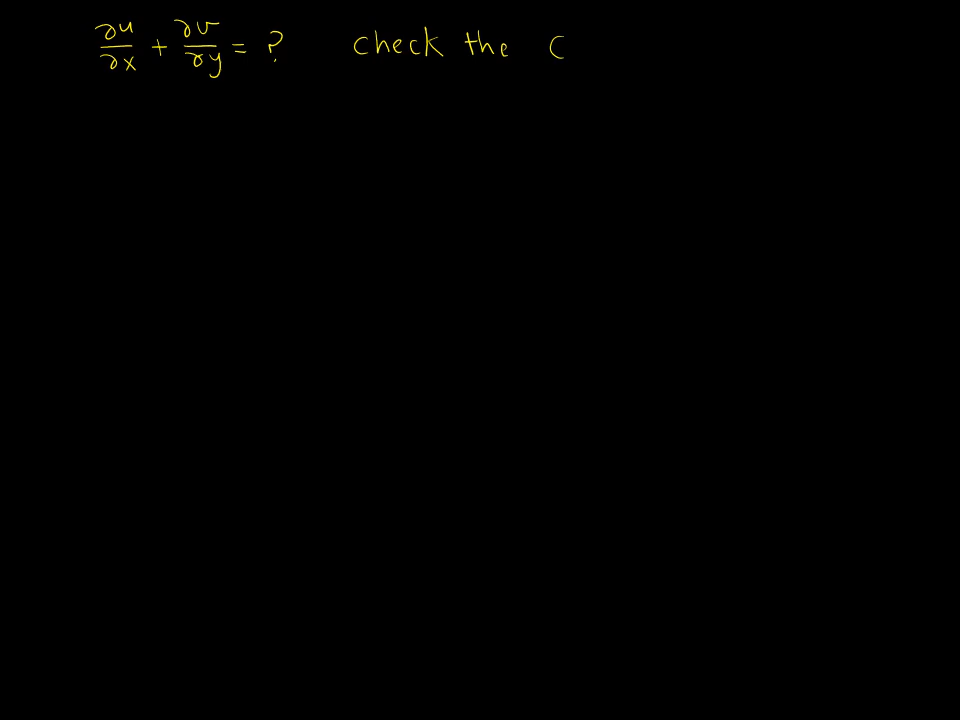 ∂u/∂x + ∂v/∂y = ? check the c